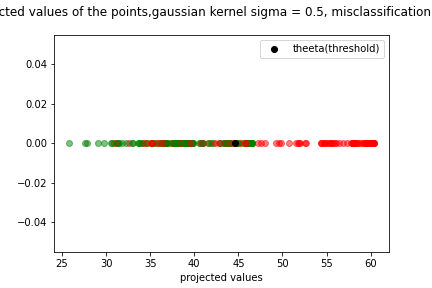 cted values of the points,gaussian kernel sigma = 0.5, misclassification
theeta(threshold)
0.04
0.02
0.00
−0.02
−0.04
25 30 35 40 45 50 55 60
projected values